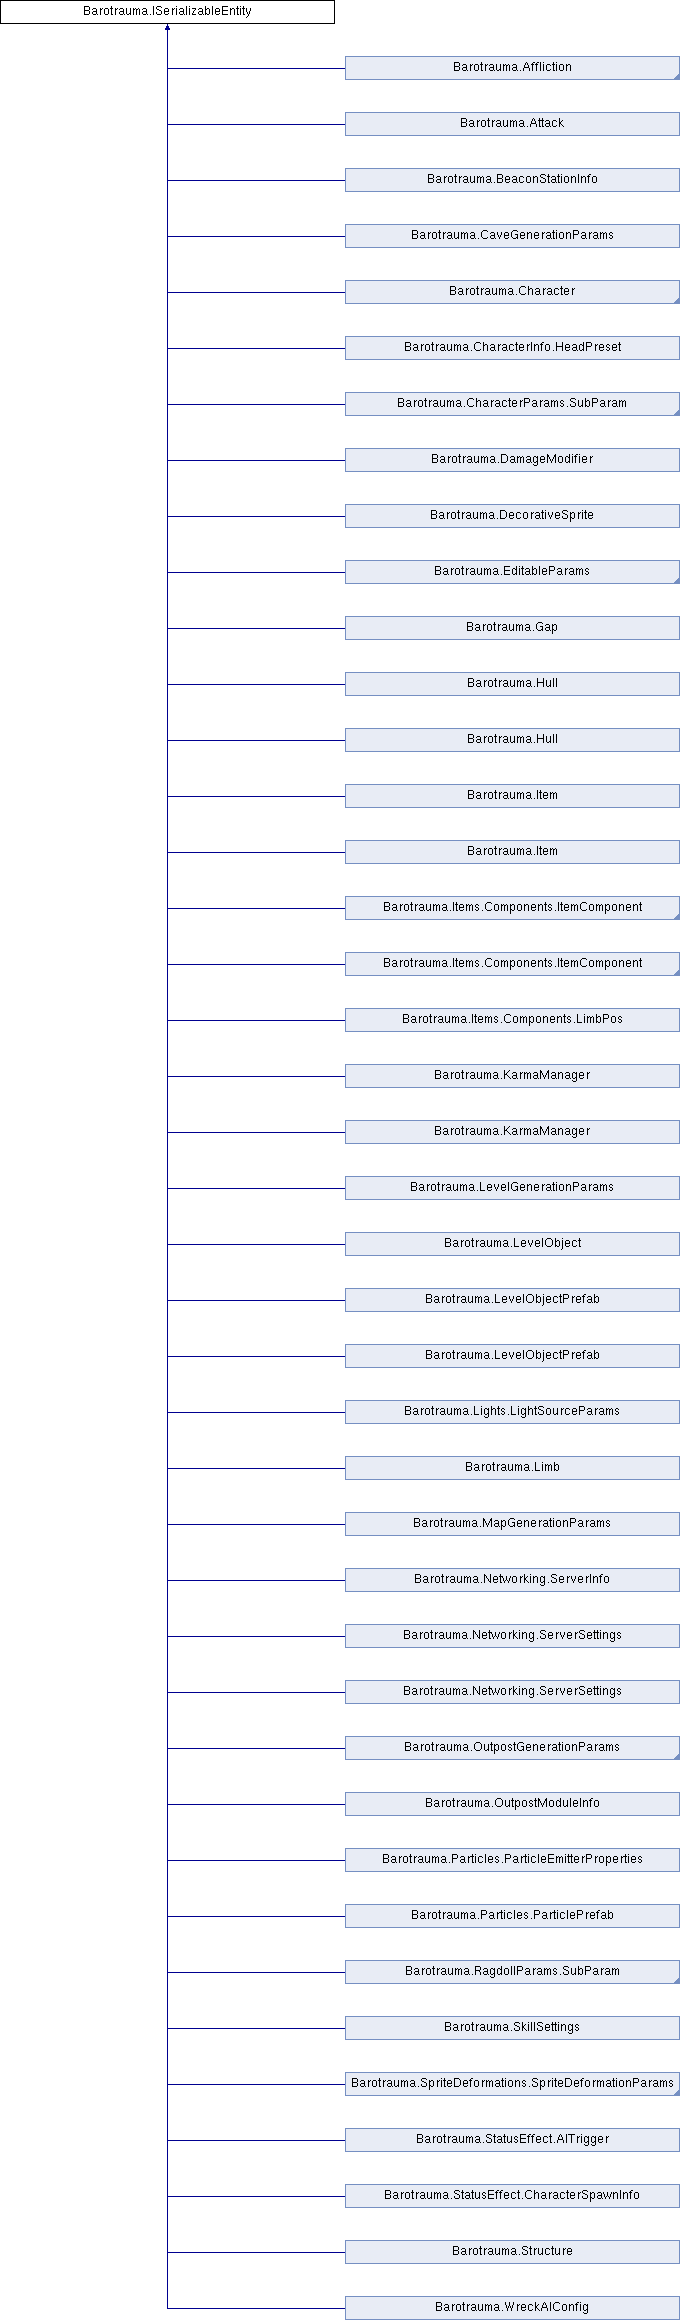 Barotrauma.ISerializableEntity
Barotrauma.Affliction
Barotrauma.Attack
Barotrauma.BeaconStationInfo
Barotrauma.CaveGenerationParams
Barotrauma.Character
Barotrauma.CharacterInfo.HeadPreset
Barotrauma.CharacterParams.SubParam
Barotrauma.DamageModifier
Barotrauma.DecorativeSprite
Barotrauma.EditableParams
Barotrauma.Gap
Barotrauma.Hull
Barotrauma.Hull
Barotrauma.Item
Barotrauma.Item
Barotrauma.Items.Components.ItemComponent
Barotrauma.Items.Components.ItemComponent
Barotrauma.Items.Components.LimbPos
Barotrauma.KarmaManager
Barotrauma.KarmaManager
Barotrauma.LevelGenerationParams
Barotrauma.LevelObject
Barotrauma.LevelObjectPrefab
Barotrauma.LevelObjectPrefab
Barotrauma.Lights.LightSourceParams
Barotrauma.Limb
Barotrauma.MapGenerationParams
Barotrauma.Networking.ServerInfo
Barotrauma.Networking.ServerSettings
Barotrauma.Networking.ServerSettings
Barotrauma.OutpostGenerationParams
Barotrauma.OutpostModuleInfo
Barotrauma.Particles.ParticleEmitterProperties
Barotrauma.Particles.ParticlePrefab
Barotrauma.RagdollParams.SubParam
Barotrauma.SkillSettings
Barotrauma.SpriteDeformations.SpriteDeformationParams
Barotrauma.StatusEffect.AITrigger
Barotrauma.StatusEffect.CharacterSpawnInfo
Barotrauma.Structure
Barotrauma.WreckAIConfig